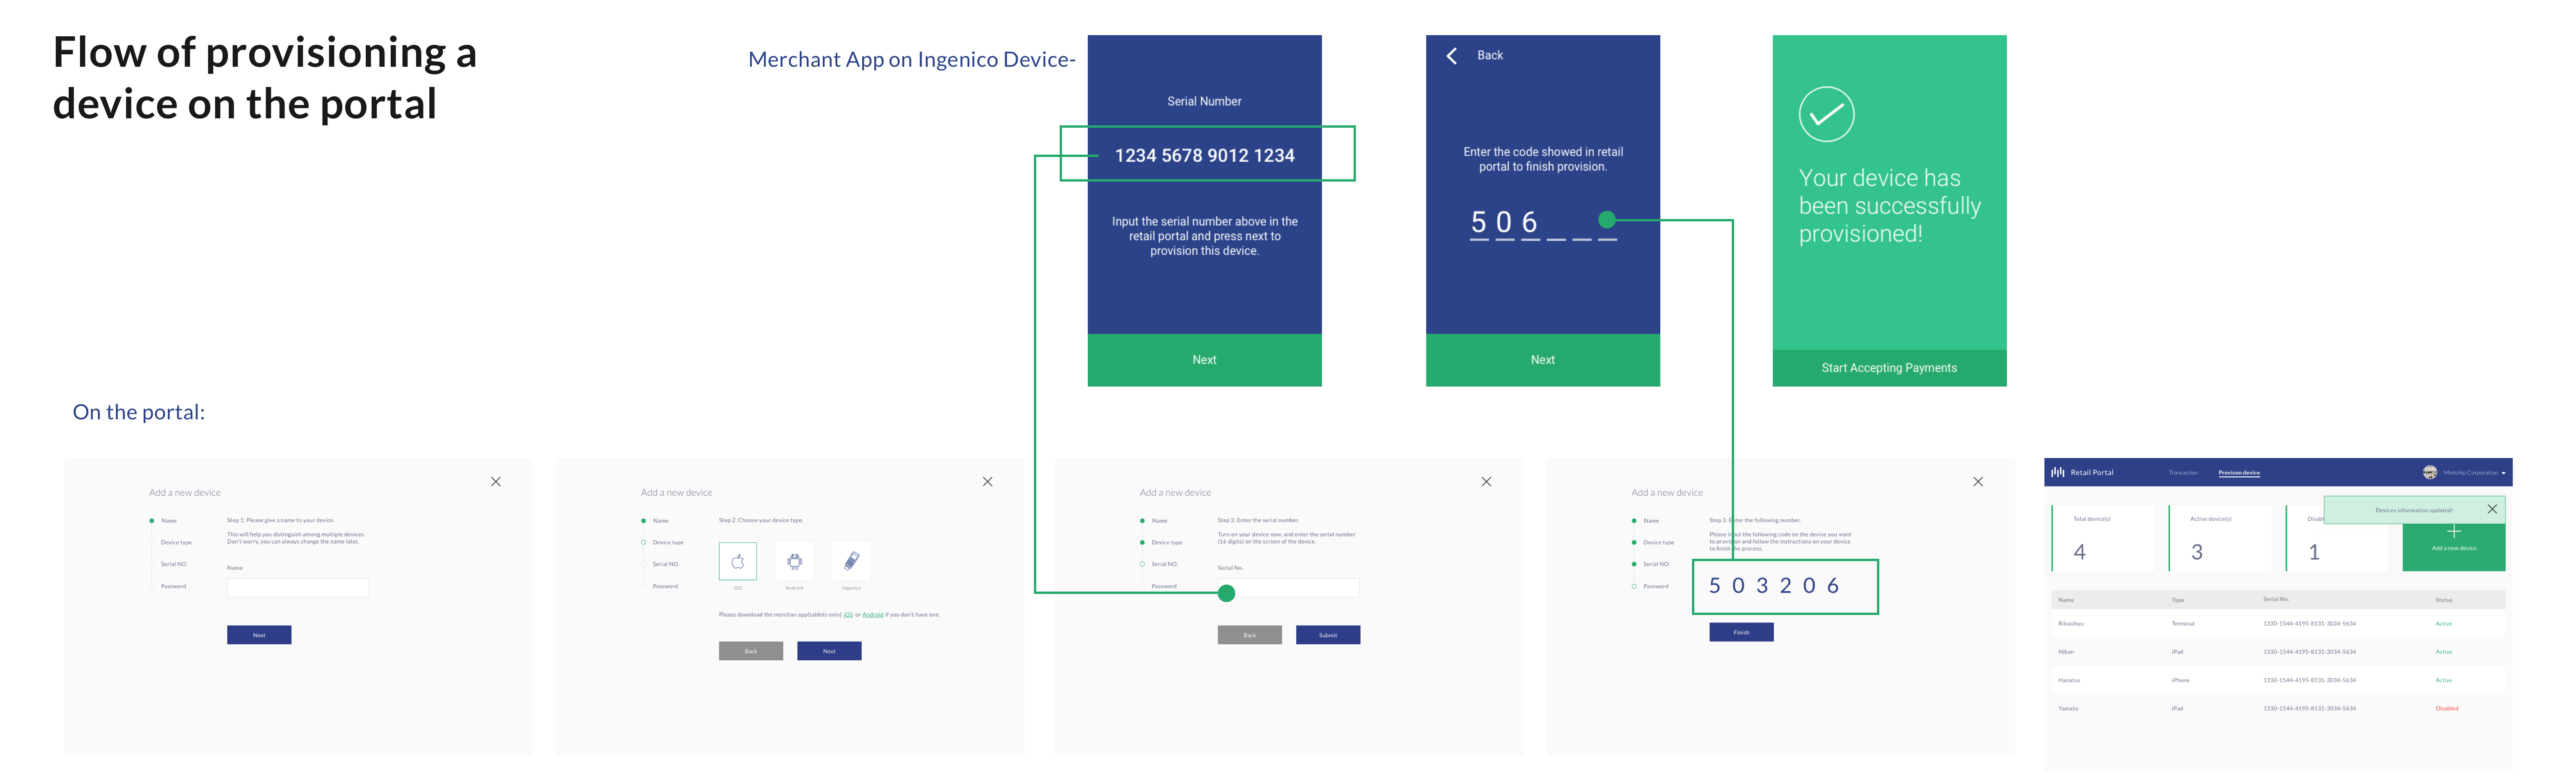 Flow of provisioning a
device on the portal
Merchant App on Ingenico Device-
Serial Number
1234 5678 9012 1234
Input the serial number above in the
retail portal and press next to
provision this device.
Next
Back
Enter the code showed in retail
portal to finish provision.
5 0 6
Next
Your device has
been successfully
provisioned!
Start Accepting Payments
On the portal:
Add a new device
Name
Device type
Serial NO.
Password
Step 1: Please give a name to your device.
This will help you distinguish among multiple devices.
Don't worry, you can always change the name later.
Name
Next
Add a new device
Name
Device type
Serial NO.
Password
Step 2: Choose your device type.
iOS
Android
Ingenico
Please download the merchan app(tablets only) iOS or Android if you don't have one.
Back
Next
Add a new device
Name
Device type
Serial NO.
Password
Step 2: Enter the serial number.
Turn on your device now, and enter the serial number
(16 digits) on the screen of the device.
Serial No.
Back
Submit
Add a new device
Name
Device type
Serial NO.
Password
Step 3: Enter the following number.
Please input the following code on the device you want
to provision and follow the instructions on your device
to finish the process.
5 0 3 2 0 6
Finish
Retail Portal
Transaction
Provison device
Mintchip Corporation
Devices information updated!
Total device(s)
4
Active device(s)
3
Disab
1
Add a new device
Name Type Serial No. Status
Rikaichyu Terminal 1330-1544-4195-8131-3034-5634 Active
Niban iPad 1330-1544-4195-8131-3034-5634 Active
Hanatsu iPhone 1330-1544-4195-8131-3034-5634 Active
Yamato iPad 1330-1544-4195-8131-3034-5634 Disabled